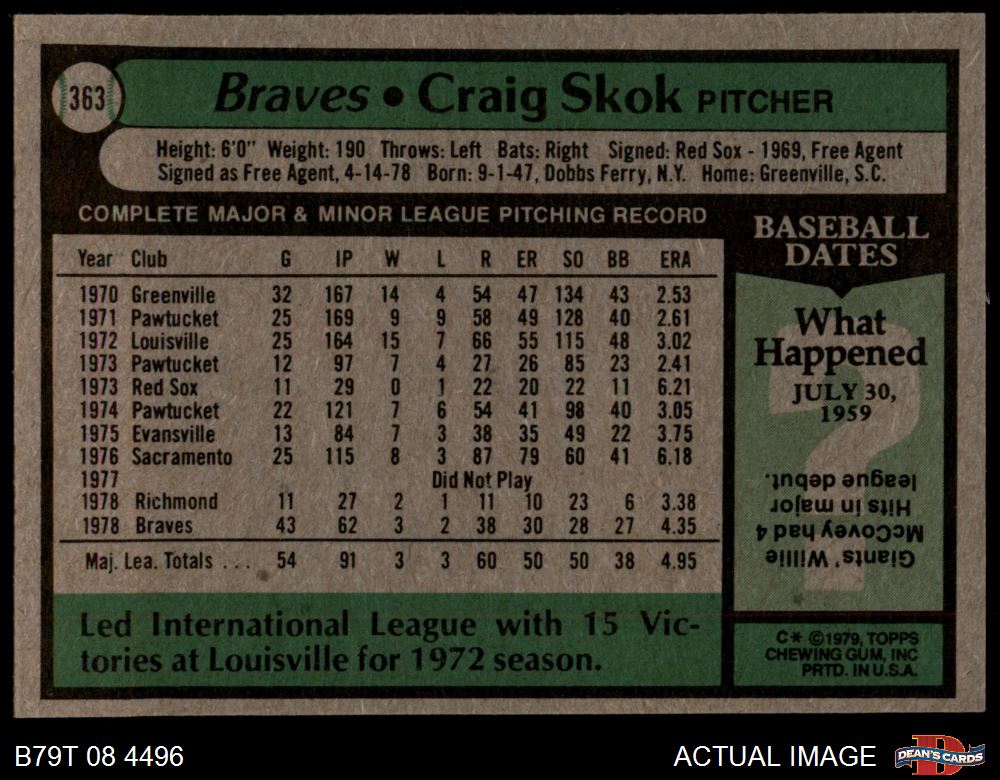 363 Braves • Craig Skok PITCHER
Height: 6'0" Weight: 190 Throws: Left Bats: Right Signed: Red Sox - 1969, Free Agent
Signed as Free Agent, 4-14-78 Born: 9-1-47, Dobbs Ferry, N.Y. Home: Greenville, S.C.
COMPLETE MAJOR & MINOR LEAGUE PITCHING RECORD
Year Club G IP W L R ER SO BB ERA
1970 Greenville 32 167 14 4 54 47 134 43 2.53
1971 Pawtucket 25 169 9 9 58 49 128 40 2.61
1972 Louisville 25 164 15 7 66 55 115 48 3.02
1973 Pawtucket 12 97 7 4 27 26 85 23 2.41
1973 Red Sox 11 29 0 1 22 20 22 11 6.21
1974 Pawtucket 22 121 7 6 54 41 98 40 3.05
1975 Evansville 13 84 7 3 38 35 49 22 3.75
1976 Sacramento 25 115 8 3 87 79 60 41 6.18
1977 Did Not Play
1978 Richmond 11 27 2 1 11 10 23 6 3.38
1978 Braves 43 62 3 2 38 30 28 27 4.35
Maj. Lea. Totals . . . 54 91 3 3 60 50 50 38 4.95
Led International League with 15 Vic-
tories at Louisville for 1972 season.
BASEBALL
DATES
What
Happened
JULY 30,
1959
?
Giants' Willie
McCovey had 4
Hits in major
league debut.
C* ©1979, TOPPS
CHEWING GUM, INC
PRTD. IN U.S.A.
B79T 08 4496
ACTUAL IMAGE
D
DEAN'S CARDS